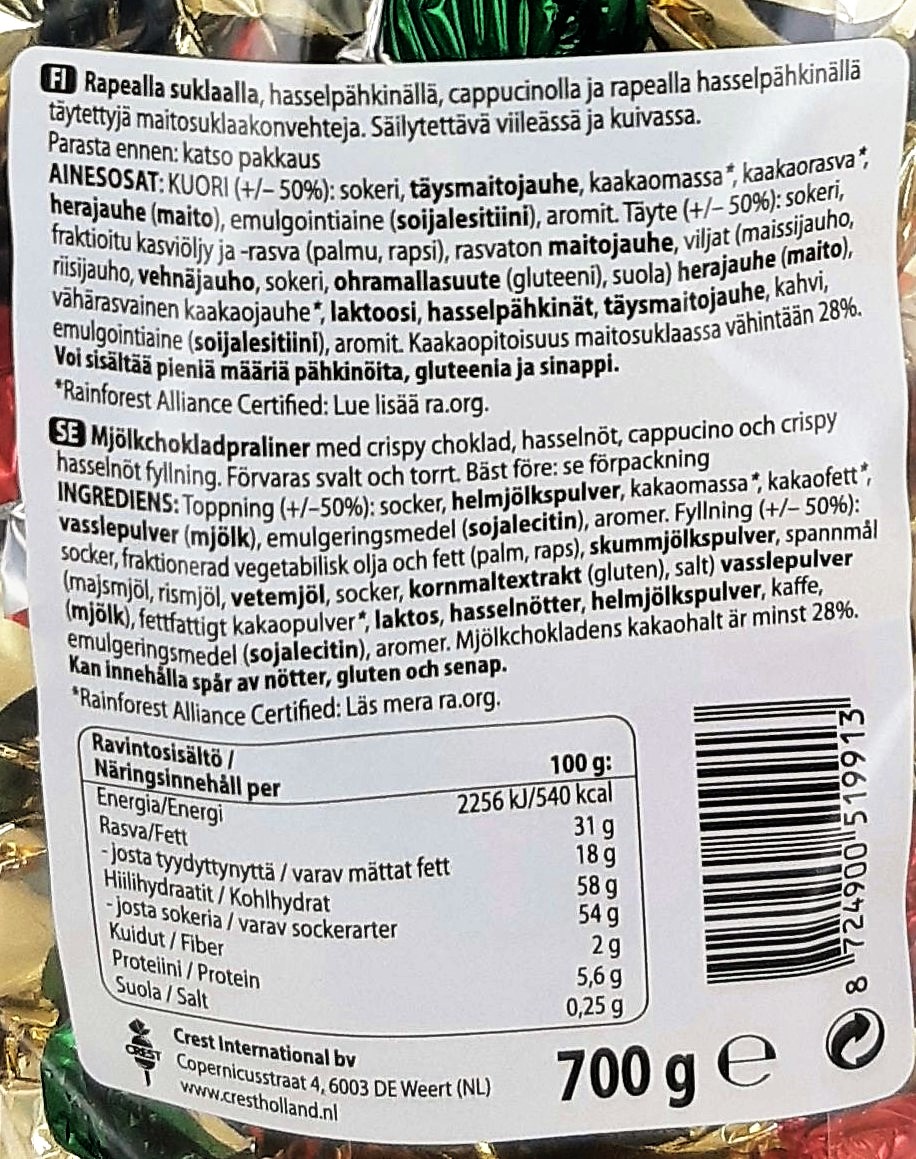 FI Rapealla suklaalla, hasselpähkinällä, cappucinolla ja rapealla hasselpähkinällä
täytettyjä maitosuklaakonvehteja. Säilytettävä viileässä ja kuivassa.
Parasta ennen: katso pakkaus
AINESOSAT: KUORI (+/– 50%): sokeri, täysmaitojauhe, kaakaomassa*, kaakaorasva*,
herajauhe (maito), emulgointiaine (soijalesitiini), aromit. Täyte (+/– 50%): sokeri,
fraktioitu kasviöljy ja -rasva (palmu, rapsi), rasvaton maitojauhe, viljat (maissijauho,
riisijauho, vehnäjauho, sokeri, ohramallasuute (gluteeni), suola) herajauhe (maito),
vähärasvainen kaakaojauhe*, laktoosi, hasselpähkinät, täysmaitojauhe, kahvi,
emulgointiaine (soijalesitiini), aromit. Kaakaopitoisuus maitosuklaassa vähintään 28%.
Voi sisältää pieniä määriä pähkinöita, gluteenia ja sinappi.
*Rainforest Alliance Certified: Lue lisää ra.org.
SE Mjölkchokladpraliner med crispy choklad, hasselnöt, cappucino och crispy
hasselnöt fyllning. Förvaras svalt och torrt. Bäst före: se förpackning
INGREDIENS: Toppning (+/–50%): socker, helmjölkspulver, kakaomassa*, kakaofett*,
vasslepulver (mjölk), emulgeringsmedel (sojalecitin), aromer. Fyllning (+/– 50%):
socker, fraktionerad vegetabilisk olja och fett (palm, raps), skummjölkspulver, spannmål
(majsmjöl, rismjöl, vetemjöl, socker, kornmaltextrakt (gluten), salt) vasslepulver
(mjölk), fettfattigt kakaopulver*, laktos, hasselnötter, helmjölkspulver, kaffe,
emulgeringsmedel (sojalecitin), aromer. Mjölkchokladens kakaohalt är minst 28%.
Kan innehålla spår av nötter, gluten och senap.
*Rainforest Alliance Certified: Läs mera ra.org.
Ravintosisältö /
Näringsinnehåll per 100 g:
Energia/Energi 2256 kJ/540 kcal
Rasva/Fett 31 g
- josta tyydyttynyttä / varav mättat fett 18 g
Hiilihydraatit / Kohlhydrat 58 g
- josta sokeria / varav sockerarter 54 g
Kuidut / Fiber 2 g
Proteiini / Protein 5,6 g
Suola / Salt 0,25 g
8 724900 519913
CREST
Crest International bv
Copernicusstraat 4, 6003 DE Weert (NL)
www.crestholland.nl
700 g e